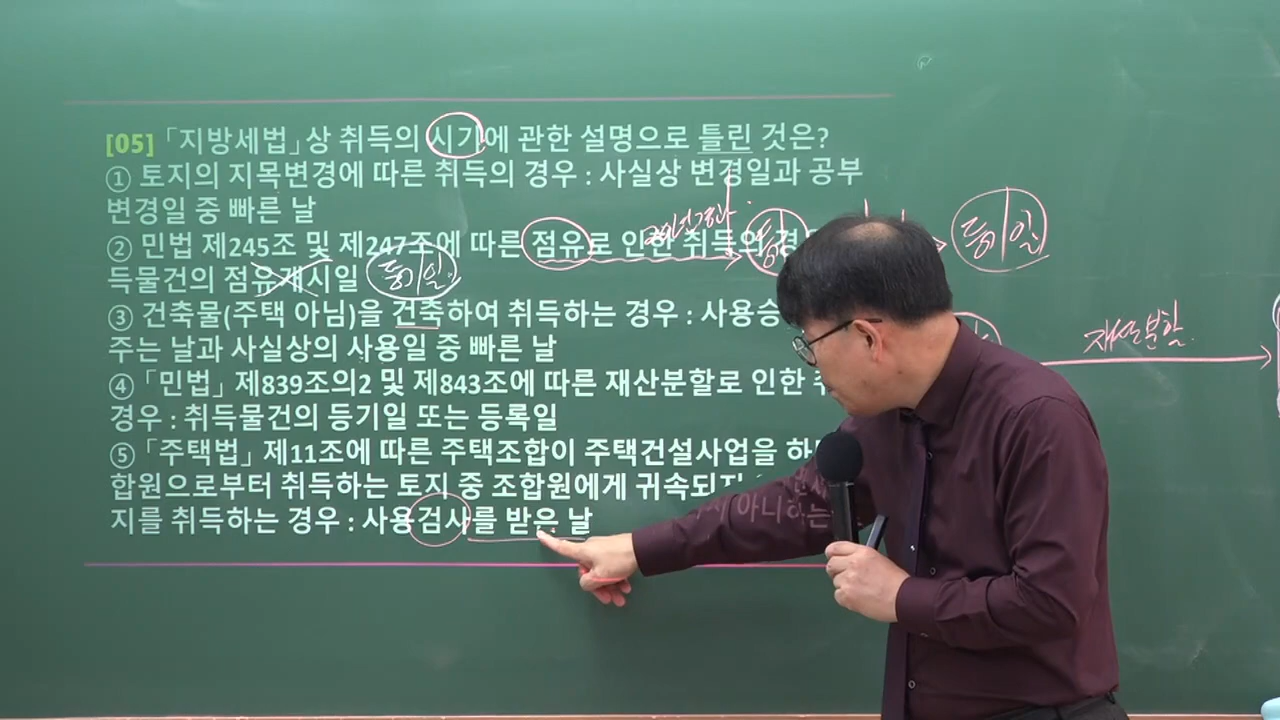 [05] 「지방세법」상 취득의 시기에 관한 설명으로 틀린 것은?
① 토지의 지목변경에 따른 취득의 경우 : 사실상 변경일과 공부
변경일 중 빠른 날
② 민법 제245조 및 제247조에 따른 점유로 인한 취득의 경
득물건의 점유개시일 등기일
등기일
③ 건축물(주택 아님)을 건축하여 취득하는 경우 : 사용승
주는 날과 사실상의 사용일 중 빠른 날
재산분할
④ 「민법」 제839조의2 및 제843조에 따른 재산분할로 인한
경우 : 취득물건의 등기일 또는 등록일
⑤ 「주택법」 제11조에 따른 주택조합이 주택건설사업을 하
합원으로부터 취득하는 토지 중 조합원에게 귀속되지 아니하는
지를 취득하는 경우 : 사용검사를 받은 날